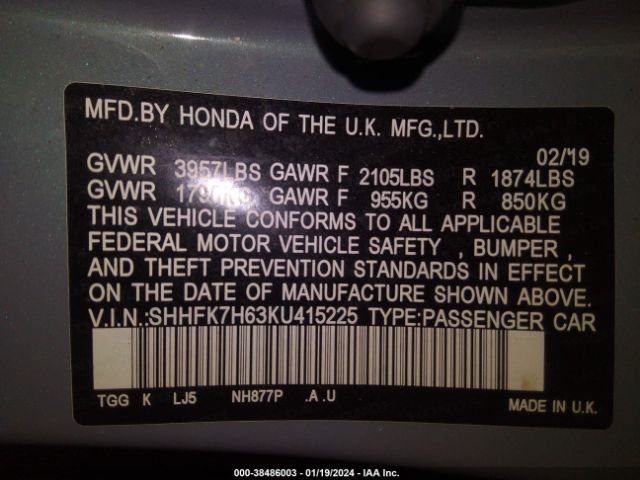 MFD.BY HONDA OF THE U.K. MFG.,LTD.
02/19
GVWR 3957LBS GAWR F 2105LBS R 1874LBS
GVWR GAWR F 955KG R 850KG
THIS VEHICLE CONFORMS TO ALL APPLICABLE
FEDERAL MOTOR VEHICLE SAFETY , BUMPER ,
AND THEFT PREVENTION STANDARDS IN EFFECT
ON THE DATE OF MANUFACTURE SHOWN ABOVE.
V.I.N.:SHHFK7H63KU415225 TYPE:PASSENGER CAR
TGG K LJ5 NH877P .A .U
MADE IN U.K.
000-38486003 - 01/19/2024 - IAA Inc.